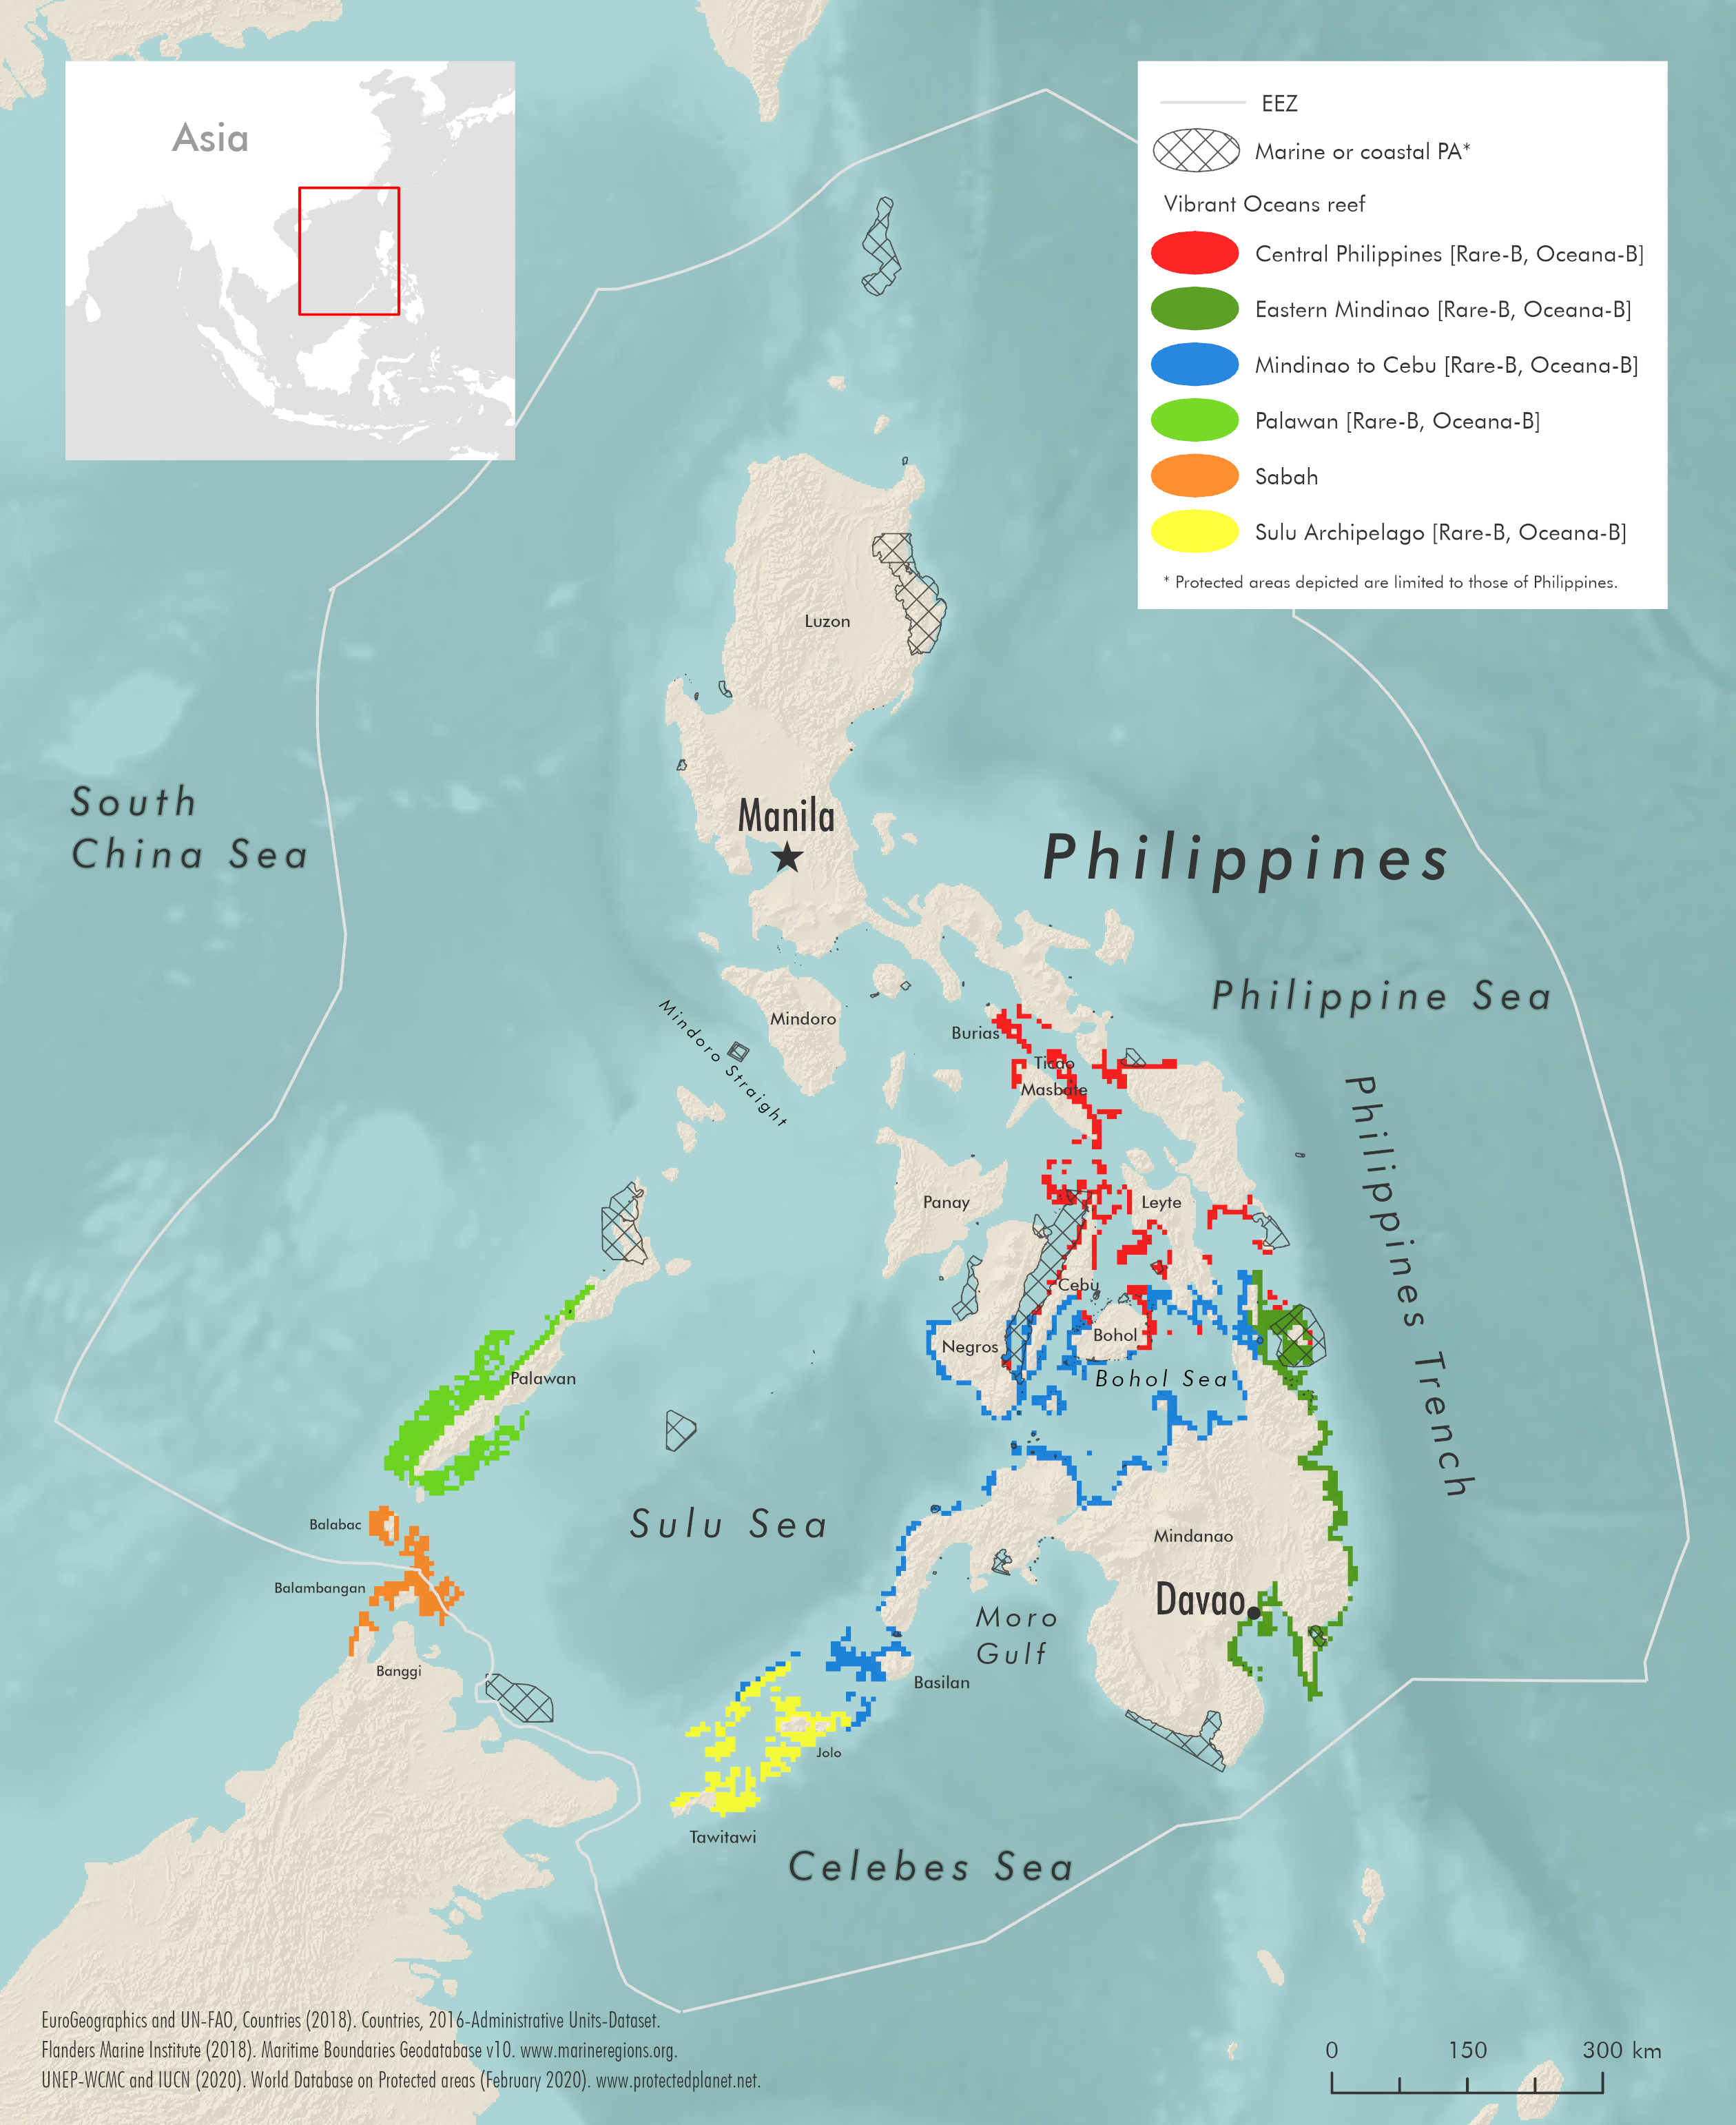 Asia
EEZ
Marine or coastal PA*
Vibrant Oceans reef
Central Philippines [Rare-B, Oceana-B]
Eastern Mindinao [Rare-B, Oceana-B]
Mindinao to Cebu [Rare-B, Oceana-B]
Palawan [Rare-B, Oceana-B]
Sabah
Sulu Archipelago [Rare-B, Oceana-B]
* Protected areas depicted are limited to those of Philippines.
Luzon
South
China Sea
Manila
Philippines
Philippine Sea
Mindoro
Mindoro Straight
Burias
Ticao
Masbate
Philippines Trench
Panay
Leyte
Cebu
Negros
Bohol
Bohol Sea
Palawan
Sulu Sea
Balabac
Mindanao
Balambangan
Davao
Moro
Gulf
Banggi
Basilan
Jolo
Tawitawi
Celebes Sea
EuroGeographics and UN-FAO, Countries (2018). Countries, 2016-Administrative Units-Dataset.
Flanders Marine Institute (2018). Maritime Boundaries Geodatabase v10. www.marineregions.org.
UNEP-WCMC and IUCN (2020). World Database on Protected areas (February 2020). www.protectedplanet.net.
0 150 300 km